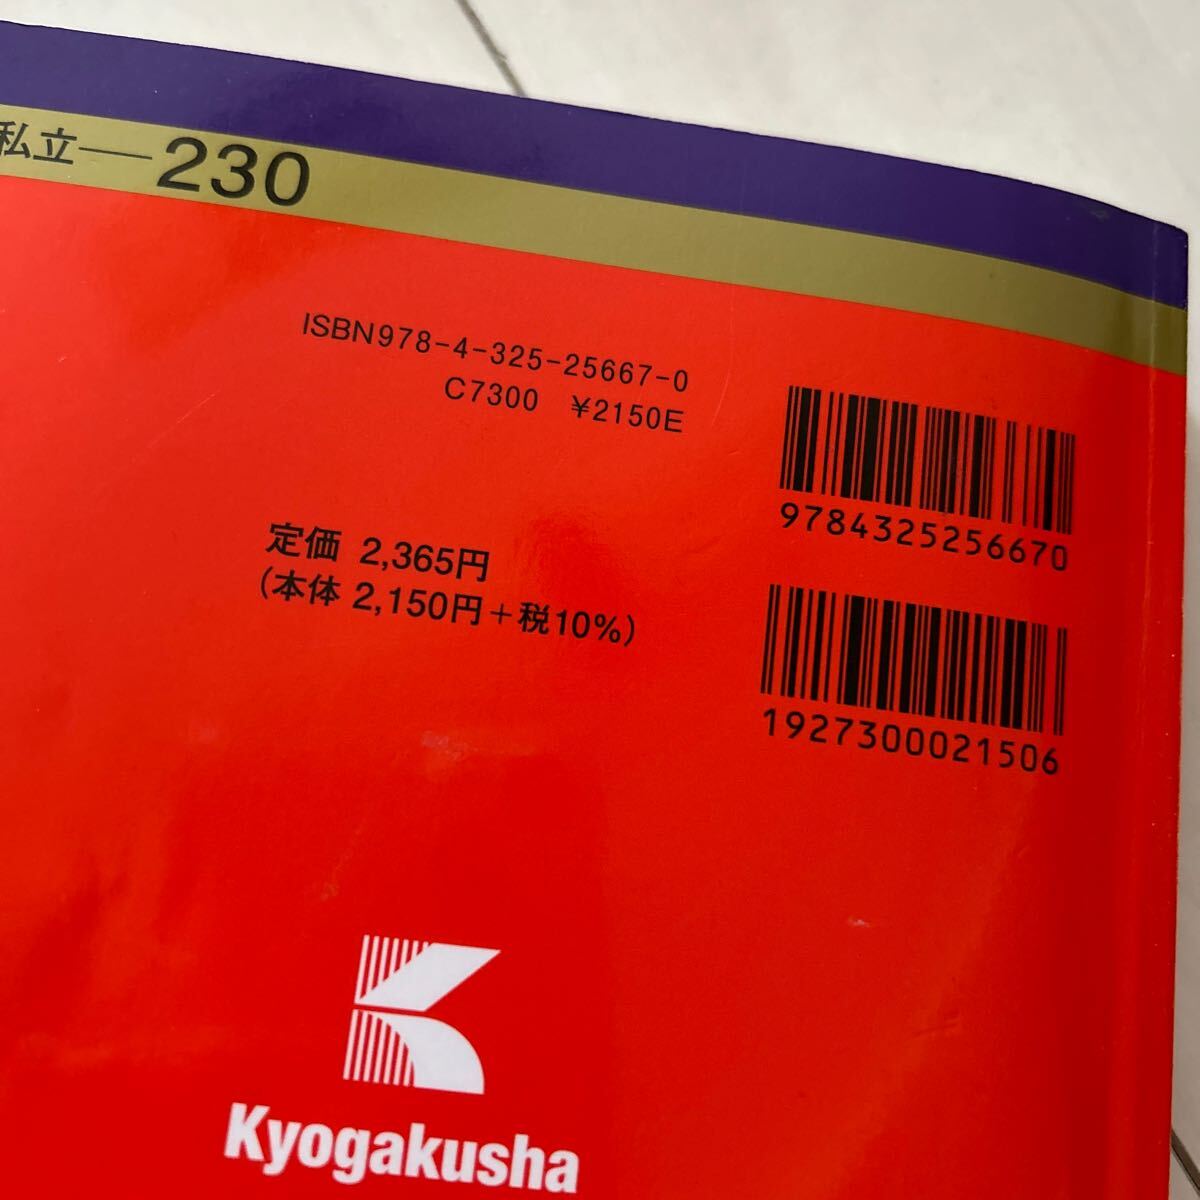 私立—230
ISBN978-4-325-25667-0
C7300 ¥2150E
9784325256670
定価 2,365円
(本体 2,150円+税10%)
1927300021506
Kyogakusha